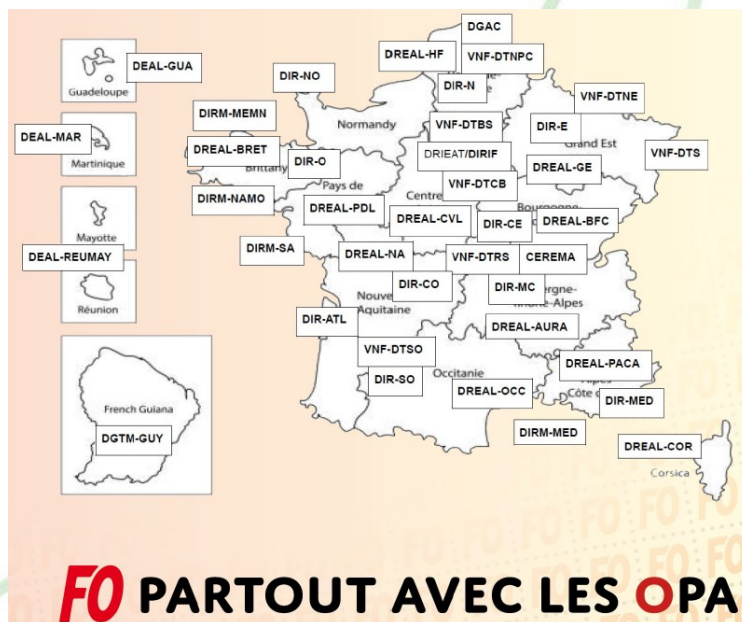 DGAC
DREAL-HF
VNF-DTNPC
DEAL-GUA
DIR-NO
DIR-N
Guadeloupe
VNF-DTNE
DIRM-MEMN
Normandy
VNF-DTBS
DIR-E
DEAL-MAR
DREAL-BRET
Grand Est
Martinique
Brittany
DIR-O
DRIEAT/DIRIF
VNF-DTS
Pays de
DREAL-GE
VNF-DTCB
DIRM-NAMO
Centre
DREAL-PDL
Bourgogne-
DREAL-CVL
DIR-CE
DREAL-BFC
Mayotte
DIRM-SA
DEAL-REUMAY
DREAL-NA
VNF-DTRS
CEREMA
DIR-CO
DIR-MC
Réunion
Aquitaine
DIR-ATL
DREAL-AURA
VNF-DTSO
DREAL-PACA
Occitanie
DIR-SO
DREAL-OCC
Côte d'
DIR-MED
French Guiana
DIRM-MED
DGTM-GUY
DREAL-COR
Corsica
FO PARTOUT AVEC LES OPA